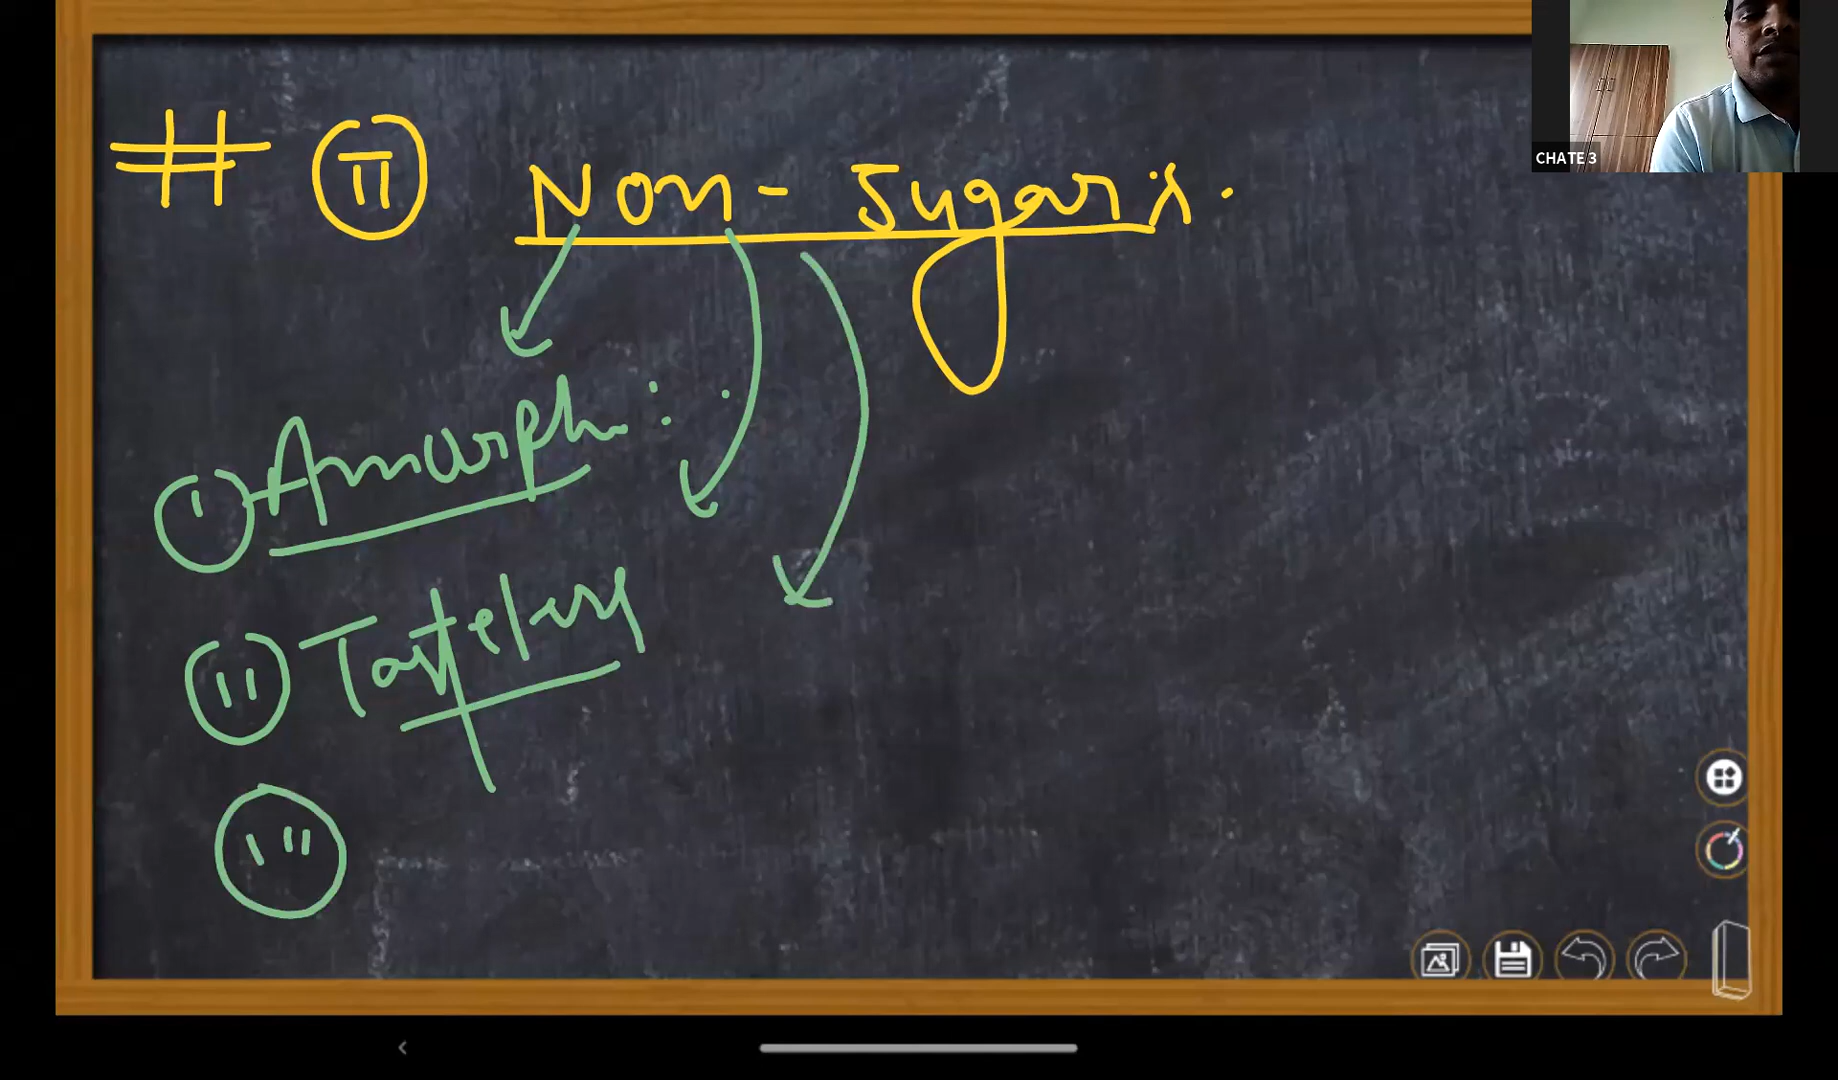 # II Non-Sugars.
CHATE 3
I Amorph...
II Tasteless
III